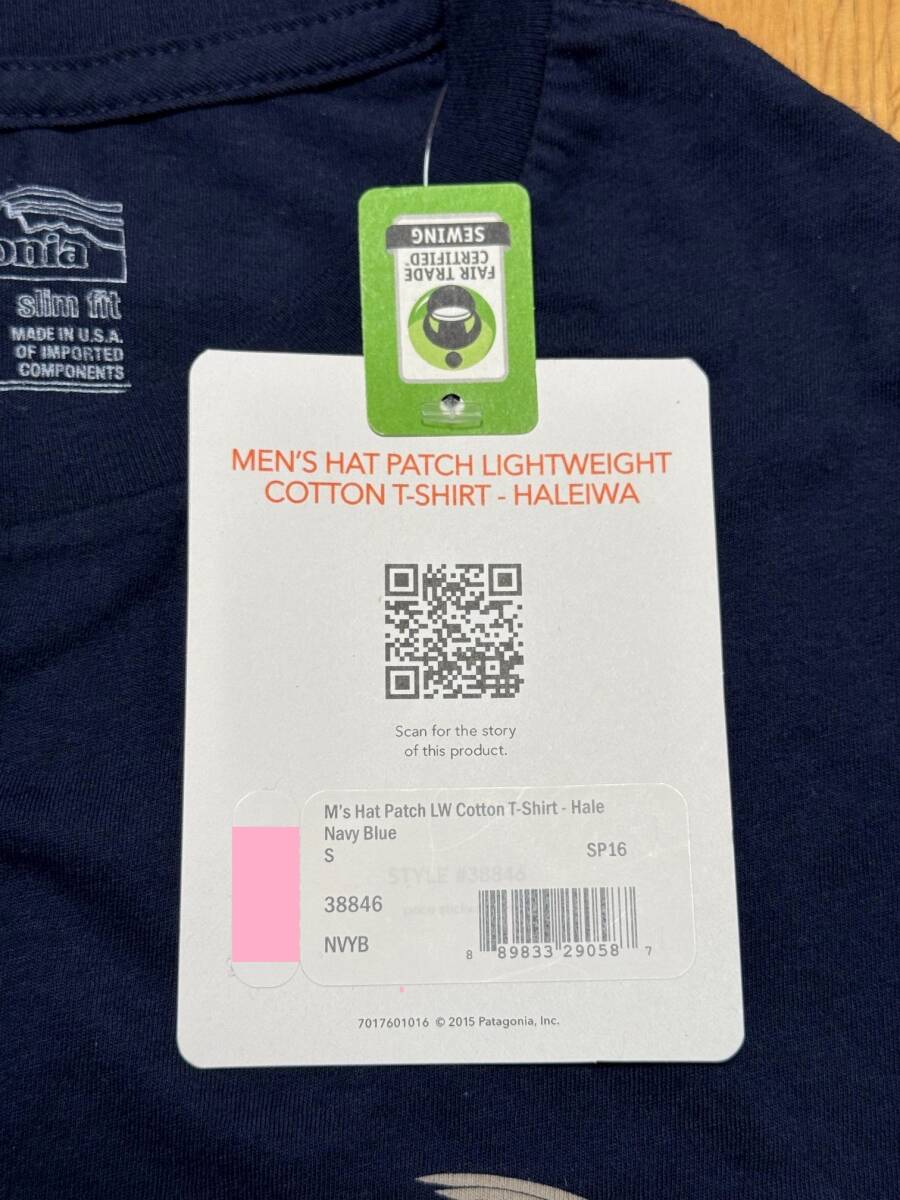 onia
slim fit
MADE IN U.S.A.
OF IMPORTED
COMPONENTS
FAIR TRADE
CERTIFIED™
SEWING
MEN'S HAT PATCH LIGHTWEIGHT
COTTON T-SHIRT - HALEIWA
Scan for the story
of this product.
M's Hat Patch LW Cotton T-Shirt - Hale
Navy Blue
S SP16
STYLE #38846
38846
NVYB
8 89833 29058 7
7017601016 © 2015 Patagonia, Inc.